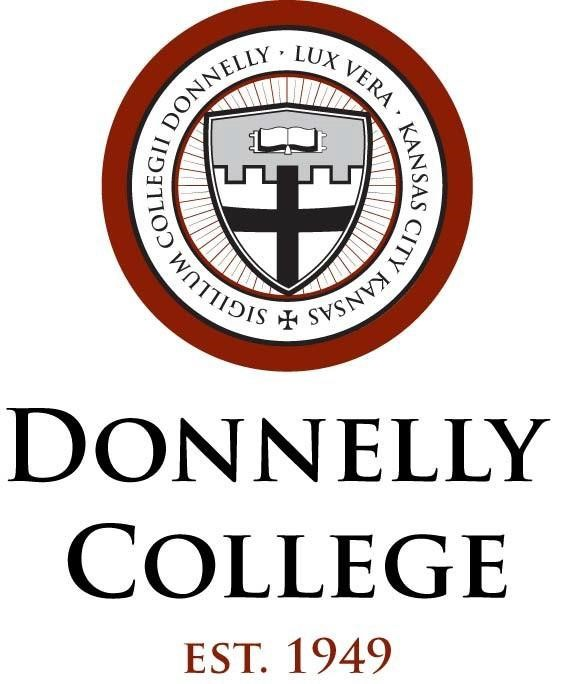 SIGILLUM COLLEGII DONNELLY · LUX VERA · KANSAS CITY KANSAS ✠
DONNELLY
COLLEGE
EST. 1949